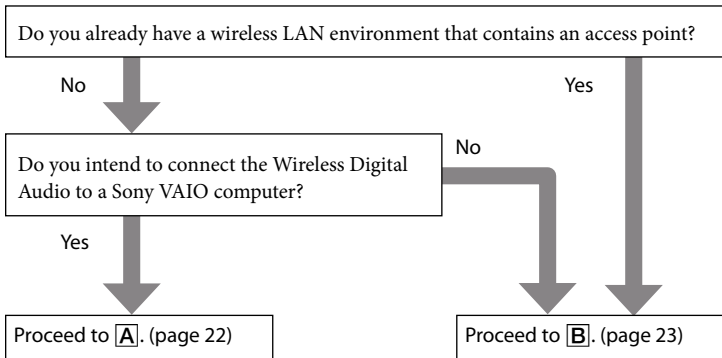 Do you already have a wireless LAN environment that contains an access point?
No
Yes
Do you intend to connect the Wireless Digital
Audio to a Sony VAIO computer?
No
Yes
Proceed to A. (page 22)
Proceed to B. (page 23)